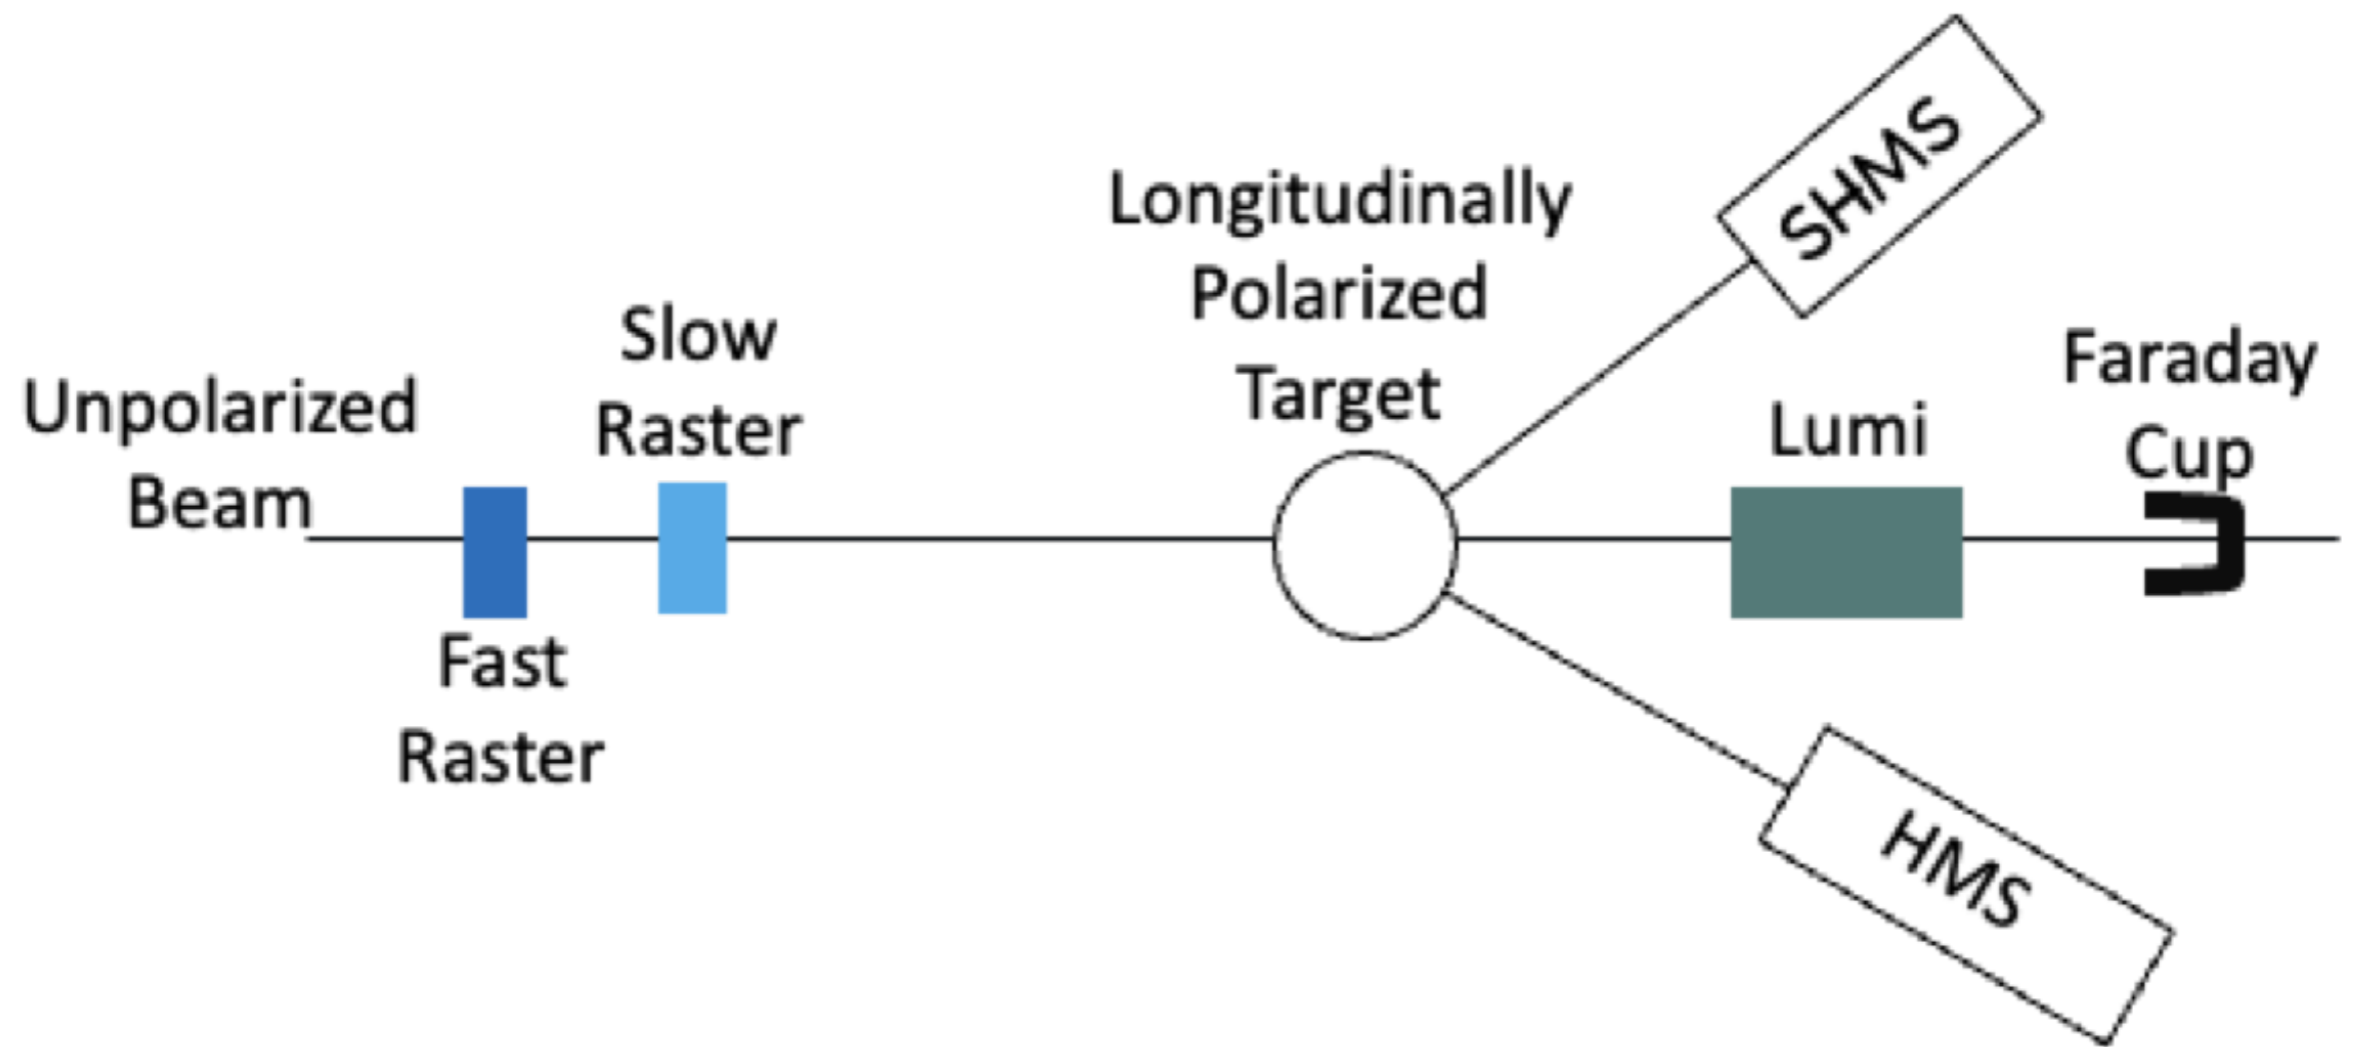 Unpolarized
Beam
Fast
Raster
Slow
Raster
Longitudinally
Polarized
Target
SHMS
Lumi
Faraday
Cup
HMS